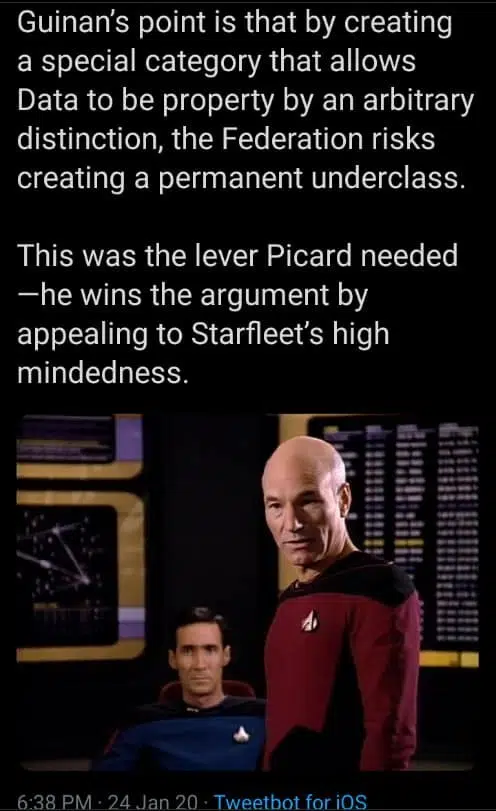 Guinan’s point is that by creating
a special category that allows
Data to be property by an arbitrary
distinction, the Federation risks
creating a permanent underclass.
This was the lever Picard needed
—he wins the argument by
appealing to Starfleet’s high
mindedness.
6:38 PM · 24 Jan 20 · Tweetbot for iOS